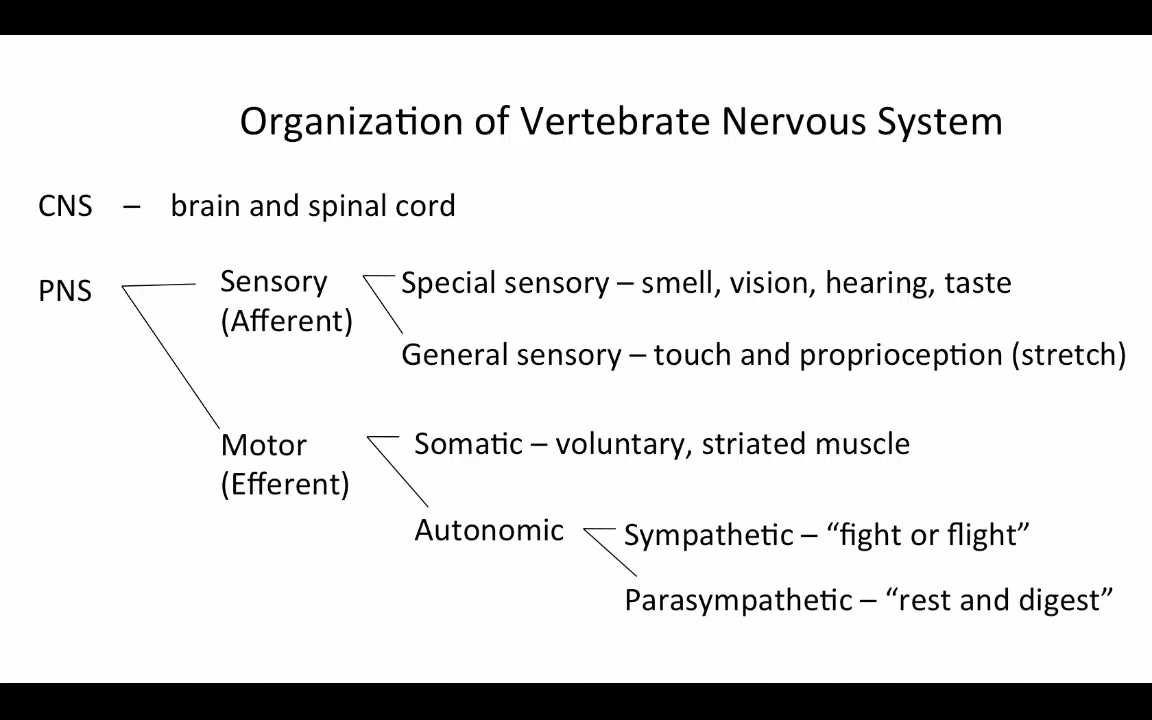 Organization of Vertebrate Nervous System
CNS – brain and spinal cord
PNS
Sensory
(Afferent)
Special sensory – smell, vision, hearing, taste
General sensory – touch and proprioception (stretch)
Motor
(Efferent)
Somatic – voluntary, striated muscle
Autonomic
Sympathetic – “fight or flight”
Parasympathetic – “rest and digest”